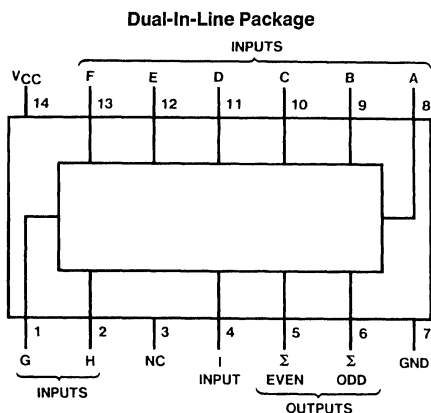 Dual-In-Line Package
INPUTS
VCC F E D C B A
14 13 12 11 10 9 8
1 2 3 4 5 6 7
G H NC I Σ Σ GND
INPUT EVEN ODD
INPUTS OUTPUTS